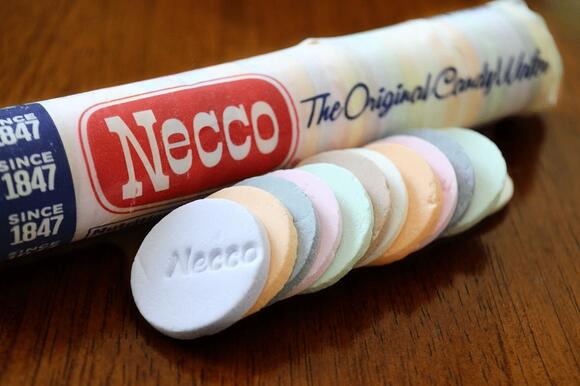 SINCE
1847
SINCE
1847
SINCE
1847
Necco
The Original Candy Wafer
Necco